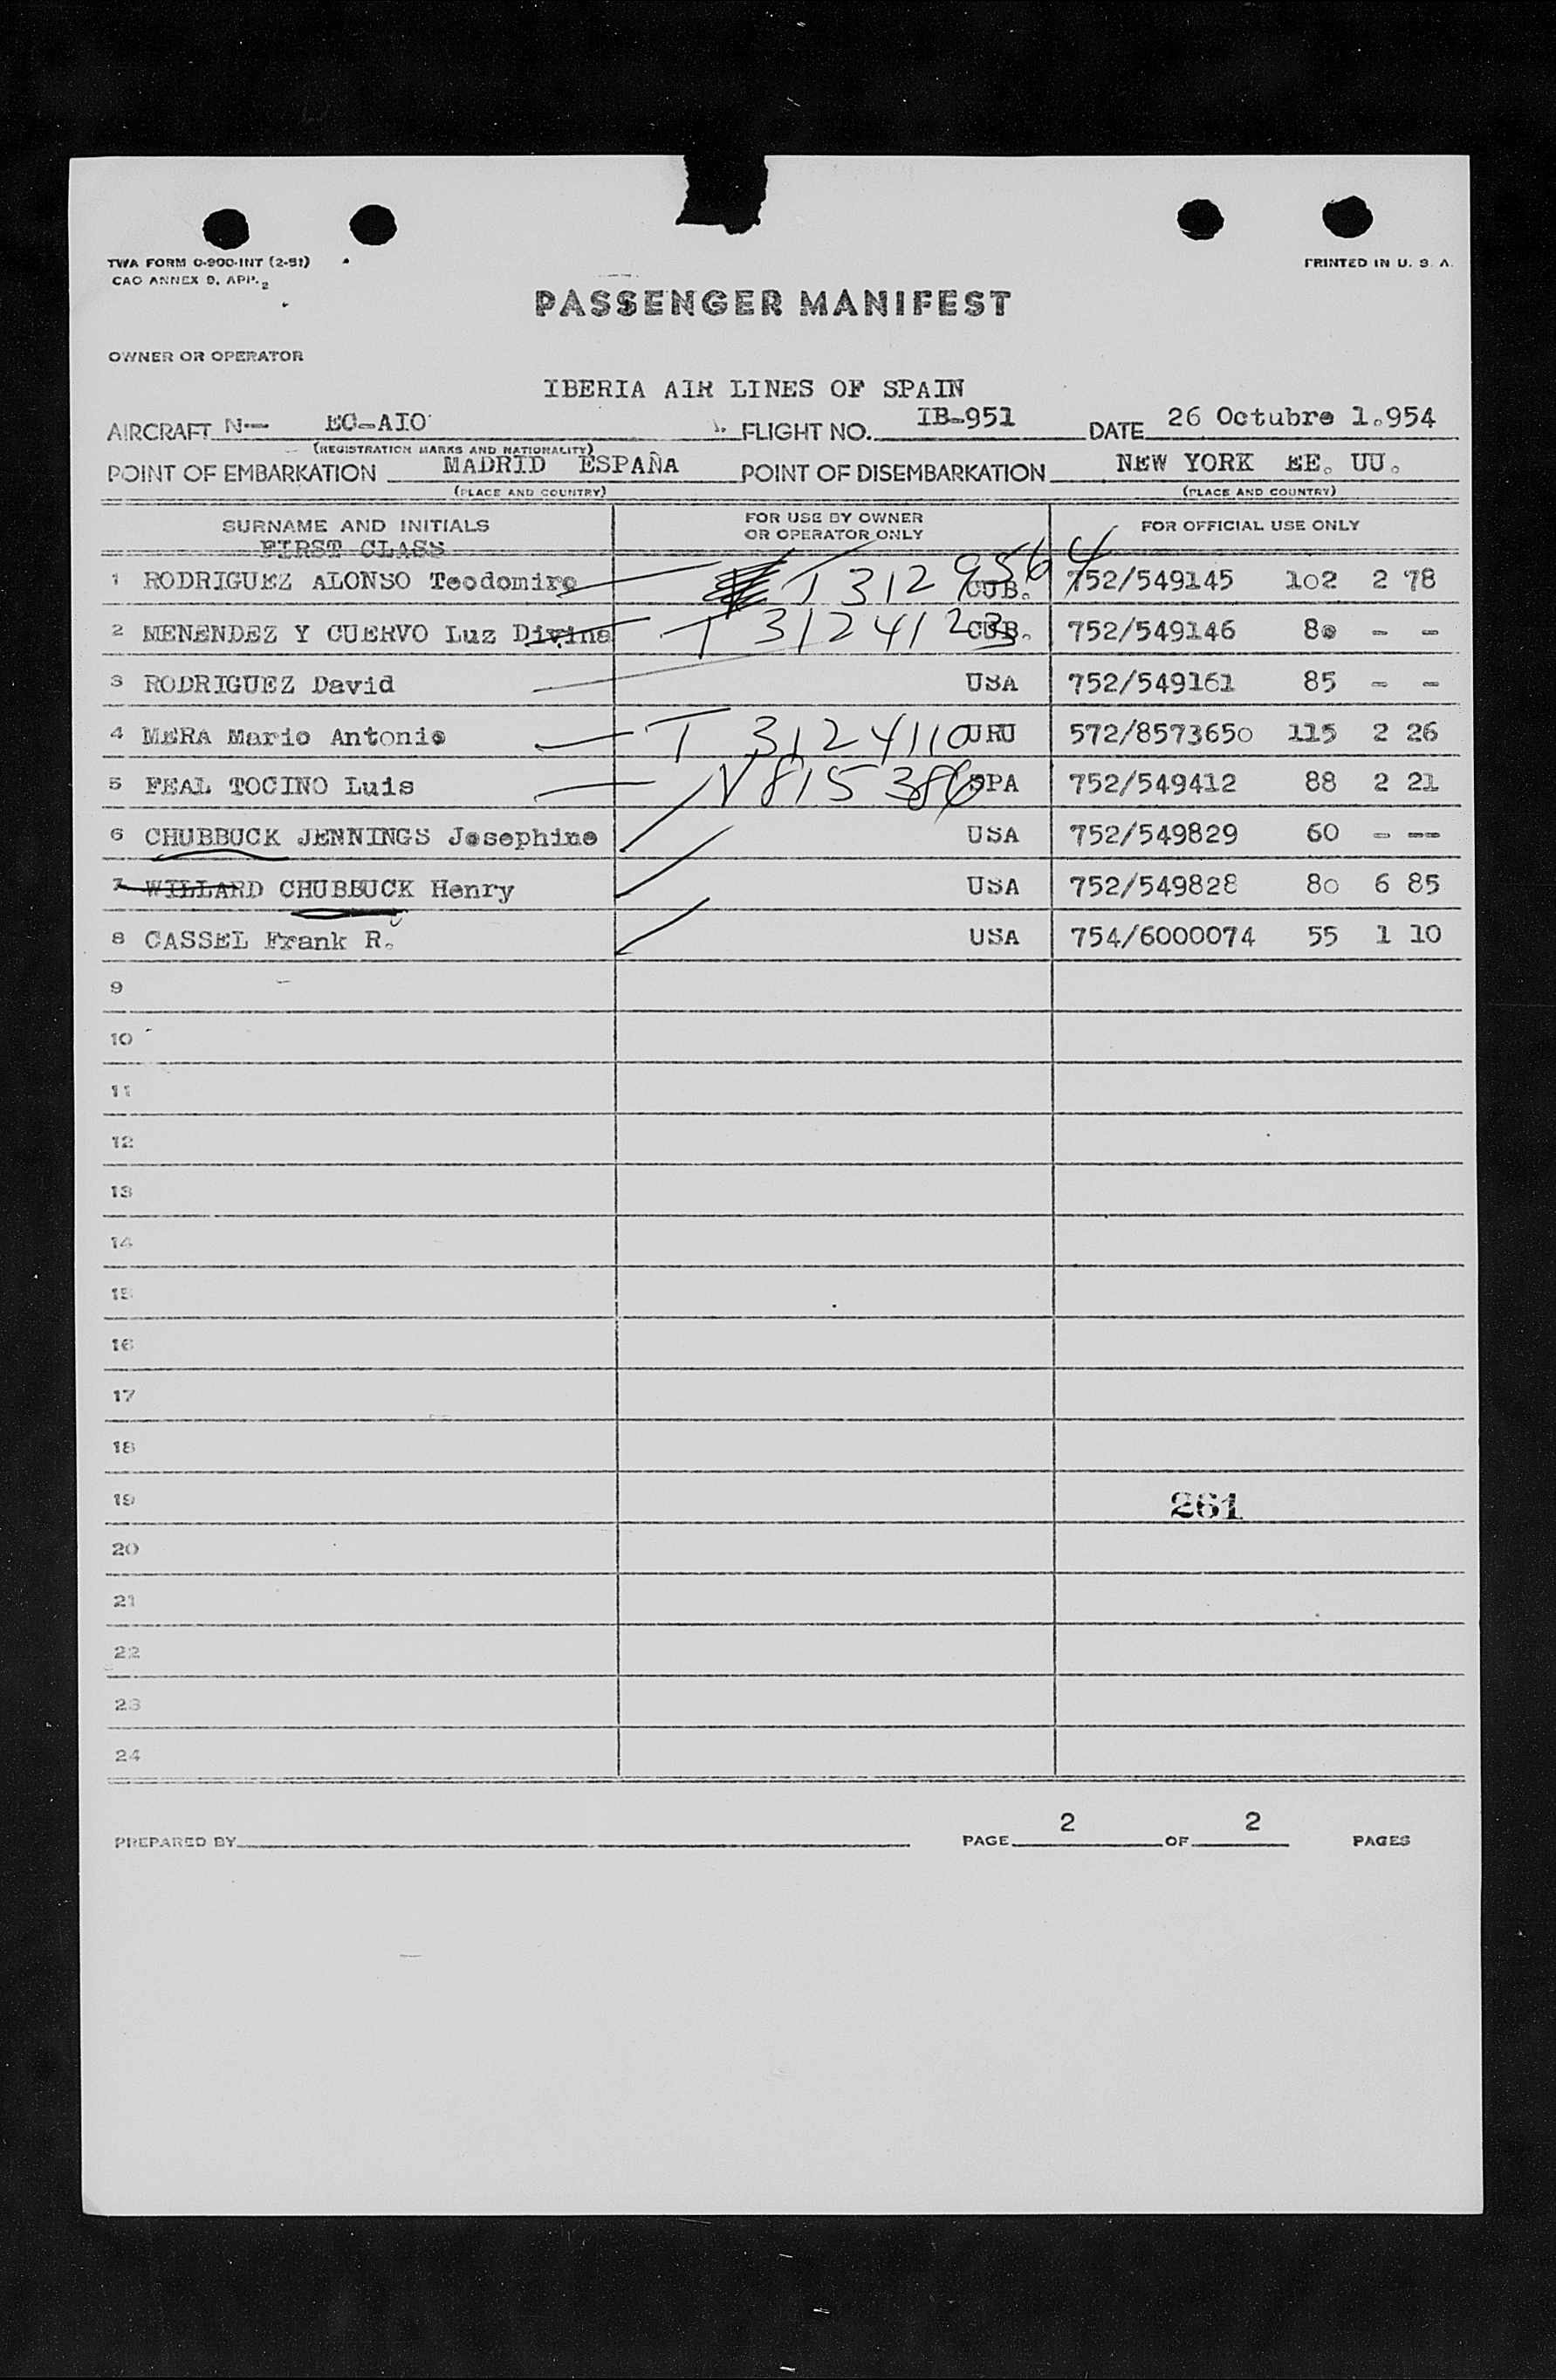 TWA FORM O-900-INT (2-51)
CAO ANNEX 9, APP. 2
PRINTED IN U. S. A.
PASSENGER MANIFEST
OWNER OR OPERATOR
IBERIA AIR LINES OF SPAIN
AIRCRAFT N-- EC-AIO FLIGHT NO. IB-951 DATE 26 Octubre 1.954
(REGISTRATION MARKS AND NATIONALITY)
POINT OF EMBARKATION MADRID ESPAÑA POINT OF DISEMBARKATION NEW YORK EE. UU.
(PLACE AND COUNTRY) (PLACE AND COUNTRY)
SURNAME AND INITIALS FOR USE BY OWNER OR OPERATOR ONLY FOR OFFICIAL USE ONLY
FIRST CLASS
1 RODRIGUEZ ALONSO Teodomiro T 3129564 CUB. 752/549145 102 2 78
2 MENENDEZ Y CUERVO Luz Divina T 3124123 CUB. 752/549146 80 - -
3 RODRIGUEZ David USA 752/549161 85 - -
4 MERA Mario Antonio T 3124110 URU 572/8573650 115 2 26
5 FEAL TOCINO Luis V815386 SPA 752/549412 88 2 21
6 CHUBBUCK JENNINGS Josephine USA 752/549829 60 - --
7 WILLARD CHUBBUCK Henry USA 752/549828 80 6 85
8 CASSEL Frank R. USA 754/6000074 55 1 10
9
10
11
12
13
14
15
16
17
18
19 261
20
21
22
23
24
PREPARED BY PAGE 2 OF 2 PAGES